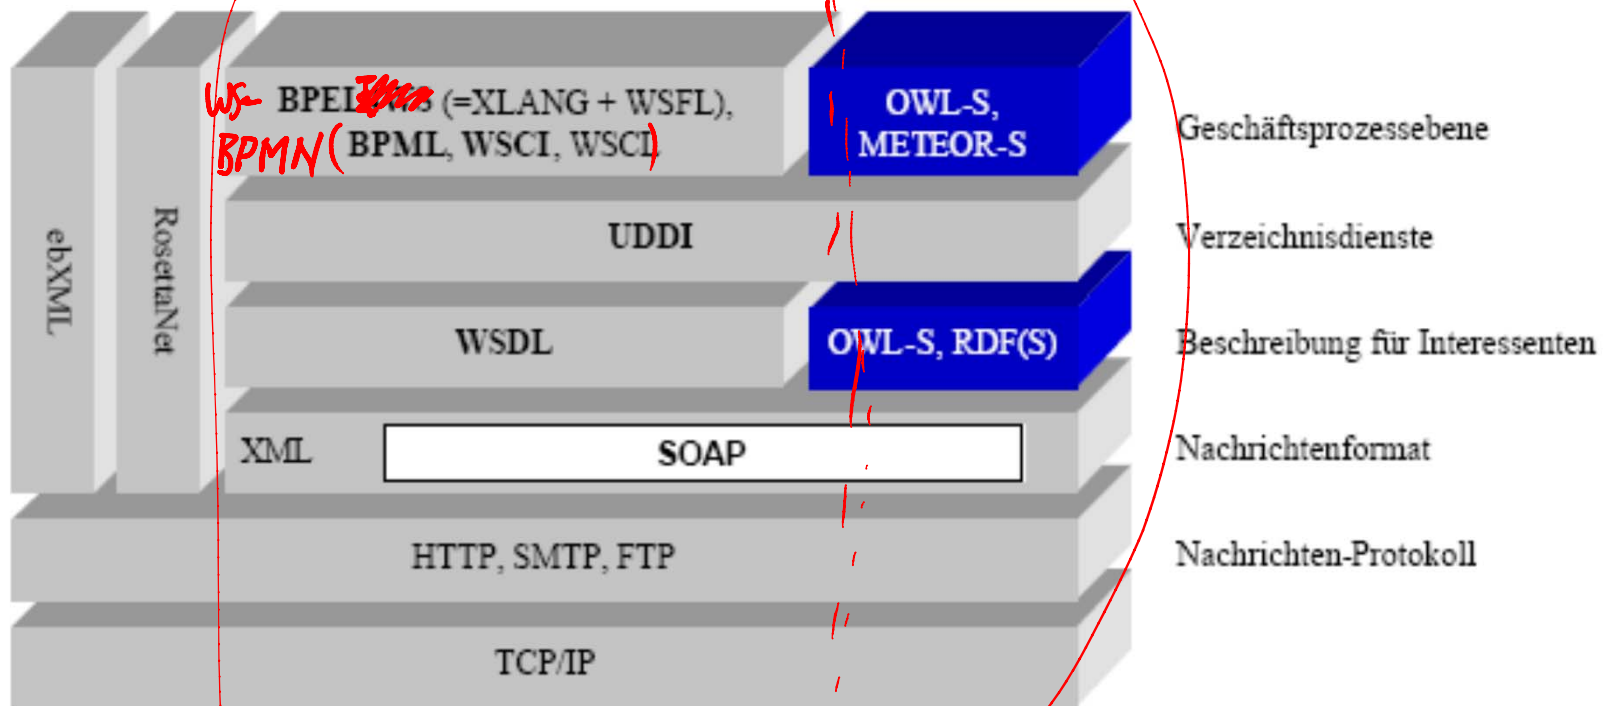 ebXML
RosettaNet
WS- BPEL (=XLANG + WSFL),
BPMN ( BPML, WSCI, WSCL )
OWL-S,
METEOR-S
Geschäftsprozessebene
UDDI
Verzeichnisdienste
WSDL
OWL-S, RDF(S)
Beschreibung für Interessenten
XML
SOAP
Nachrichtenformat
HTTP, SMTP, FTP
Nachrichten-Protokoll
TCP/IP